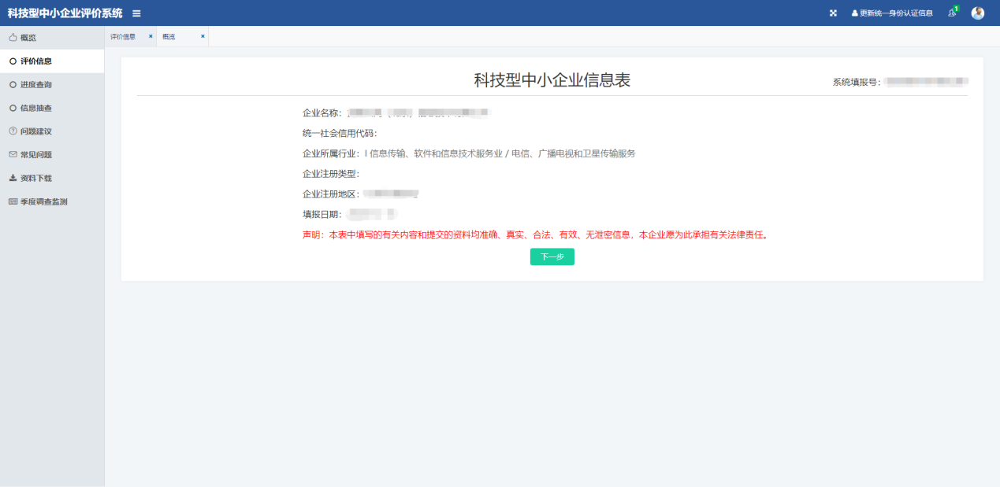 科技型中小企业评价系统
更新统一身份认证信息 1
概览
评价信息
进度查询
信息抽查
问题建议
常见问题
资料下载
季度调查监测
评价信息 × 概览 ×
科技型中小企业信息表
系统填报号：
企业名称：
统一社会信用代码：
企业所属行业： I 信息传输、软件和信息技术服务业 / 电信、广播电视和卫星传输服务
企业注册类型：
企业注册地区：
填报日期：
声明：本表中填写的有关内容和提交的资料均准确、真实、合法、有效、无泄密信息，本企业愿为此承担有关法律责任。
下一步